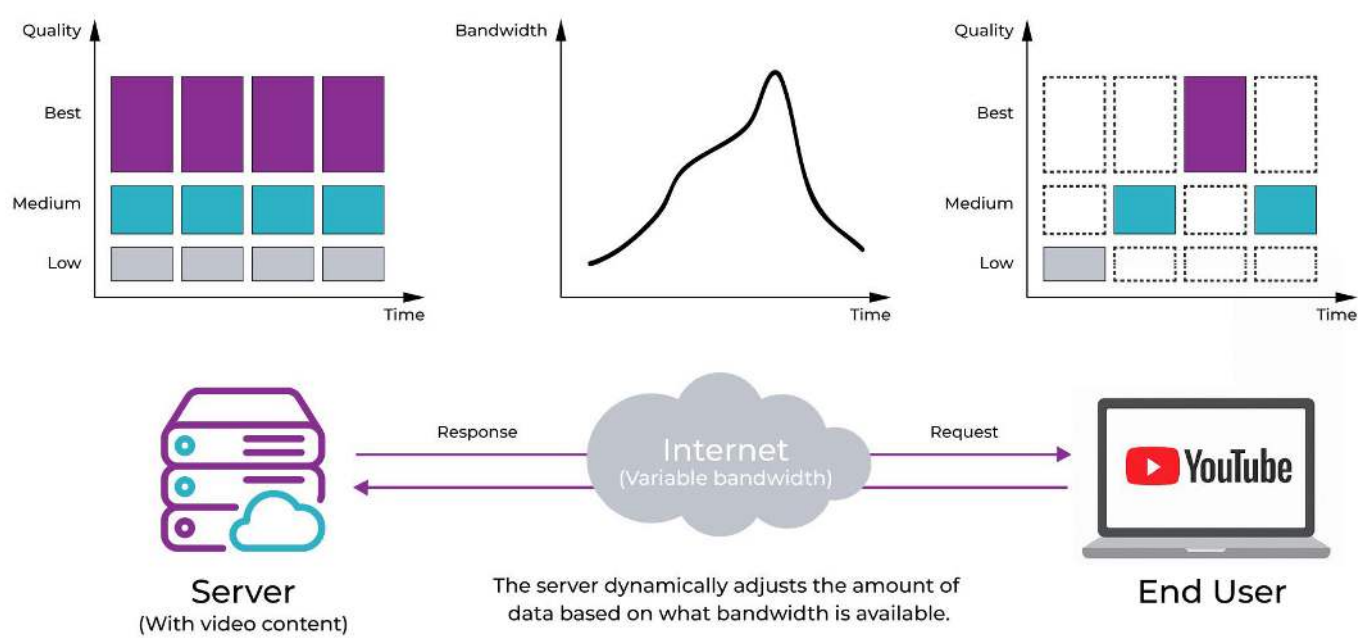 Quality
Best
Medium
Low
Time
Bandwidth
Time
Quality
Best
Medium
Low
Time
Response
Internet
(Variable bandwidth)
Request
YouTube
Server
(With video content)
The server dynamically adjusts the amount of
data based on what bandwidth is available.
End User